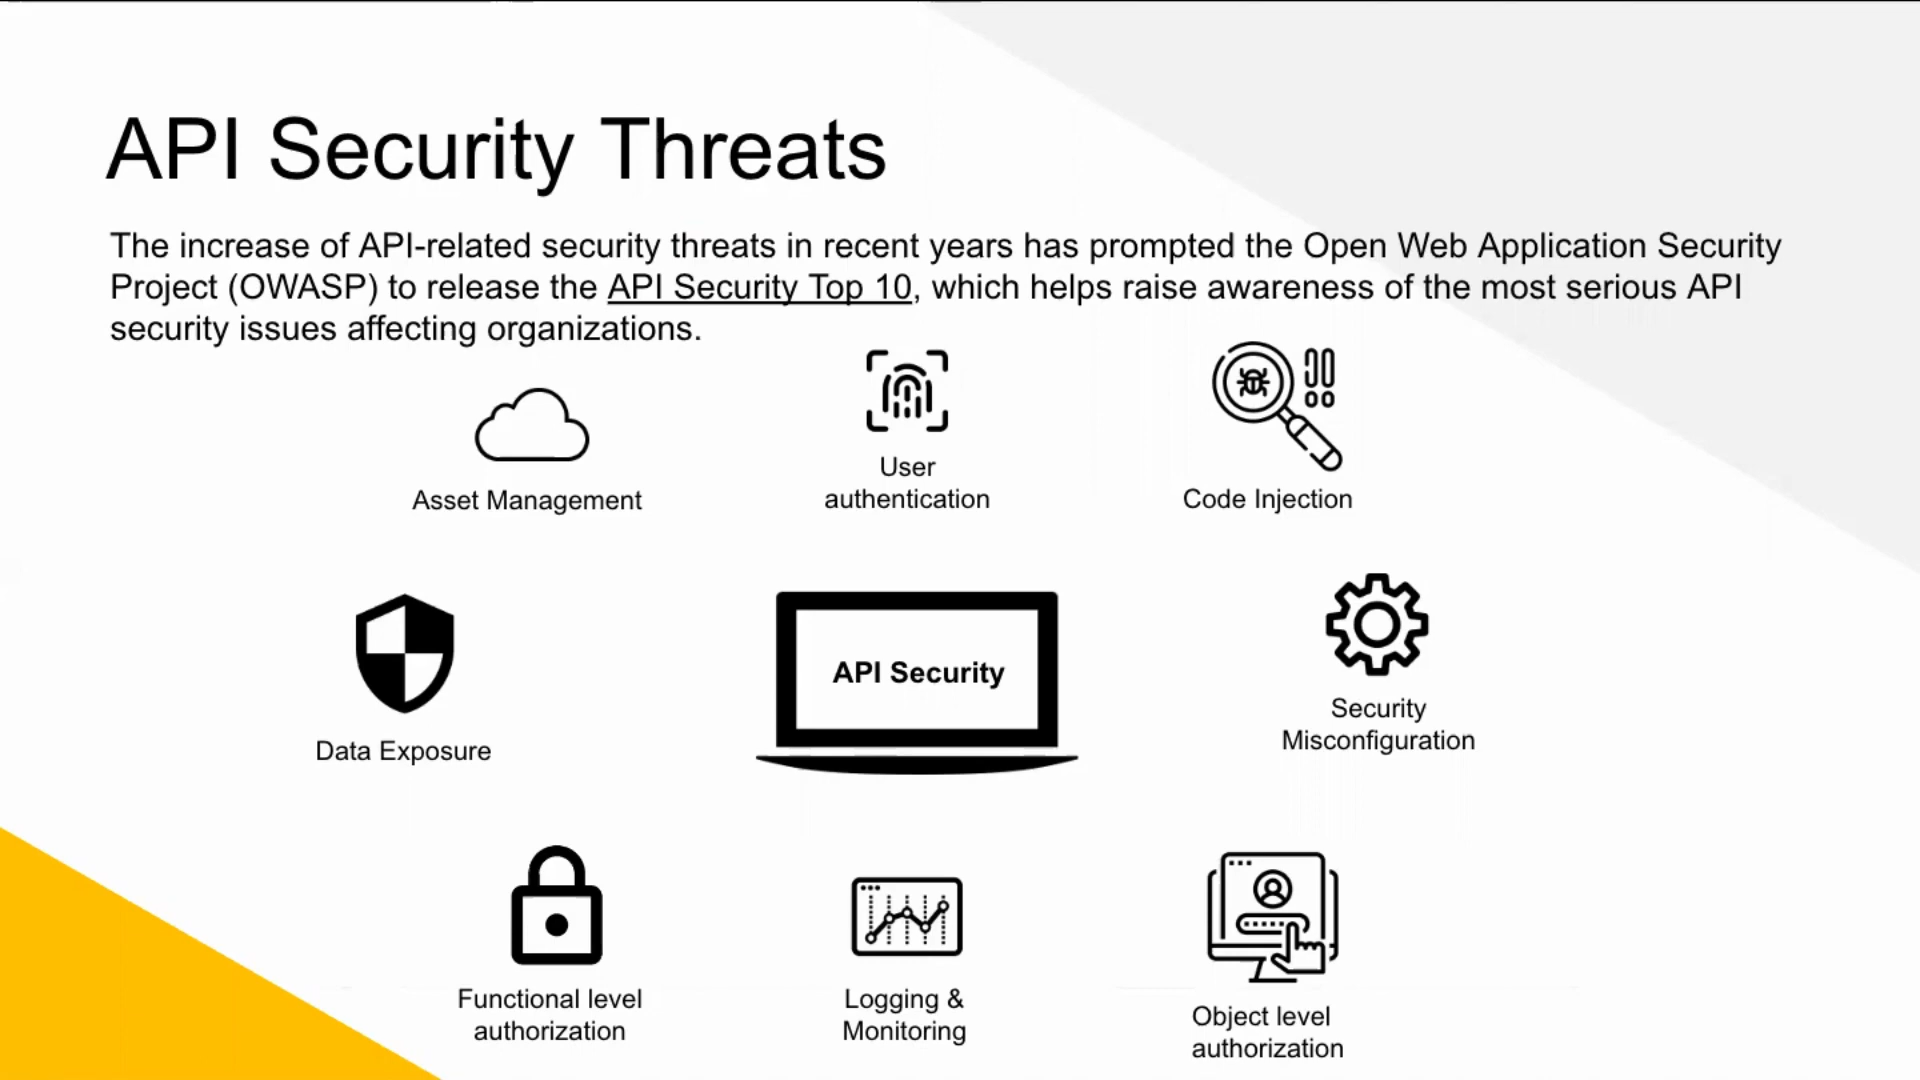 API Security Threats
The increase of API-related security threats in recent years has prompted the Open Web Application Security
Project (OWASP) to release the API Security Top 10, which helps raise awareness of the most serious API
security issues affecting organizations.
Asset Management
User
authentication
Code Injection
Data Exposure
API Security
Security
Misconfiguration
Functional level
authorization
Logging &
Monitoring
Object level
authorization